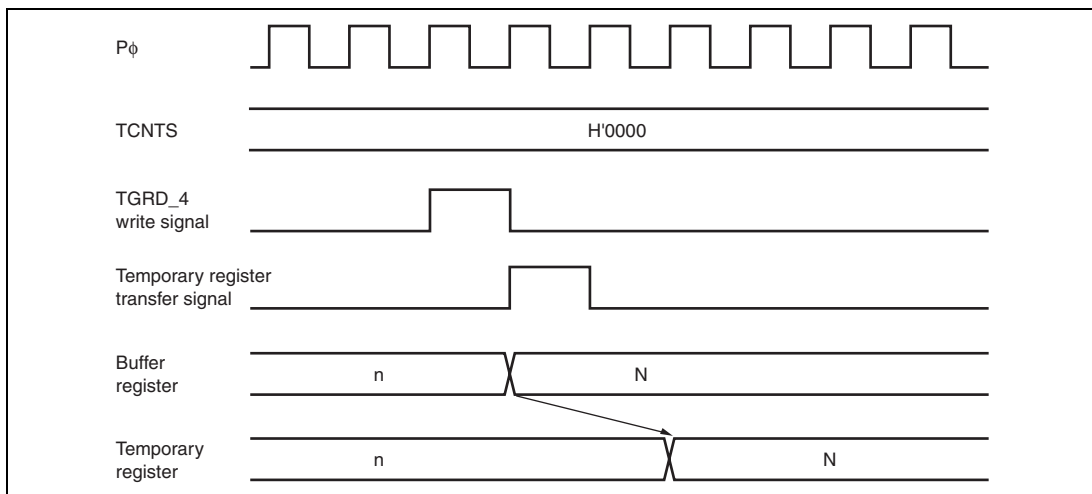 Pφ
TCNTS
H'0000
TGRD_4
write signal
Temporary register
transfer signal
Buffer
register
n
N
Temporary
register
n
N